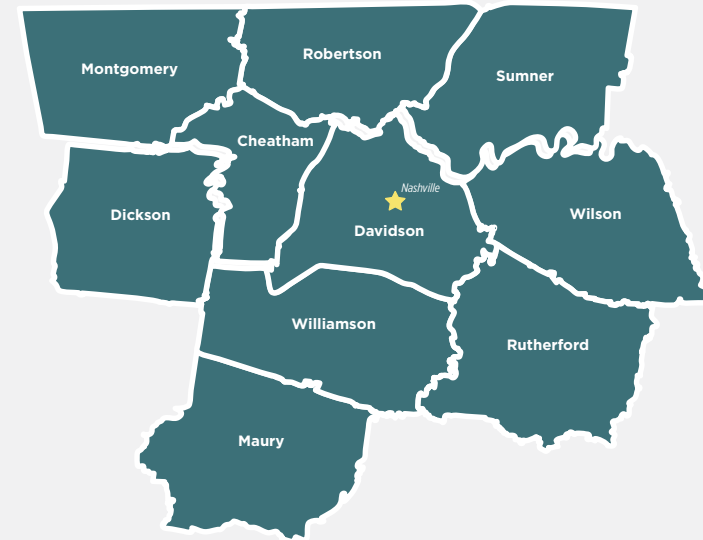 Montgomery
Robertson
Sumner
Cheatham
Nashville
Dickson
Davidson
Wilson
Williamson
Rutherford
Maury